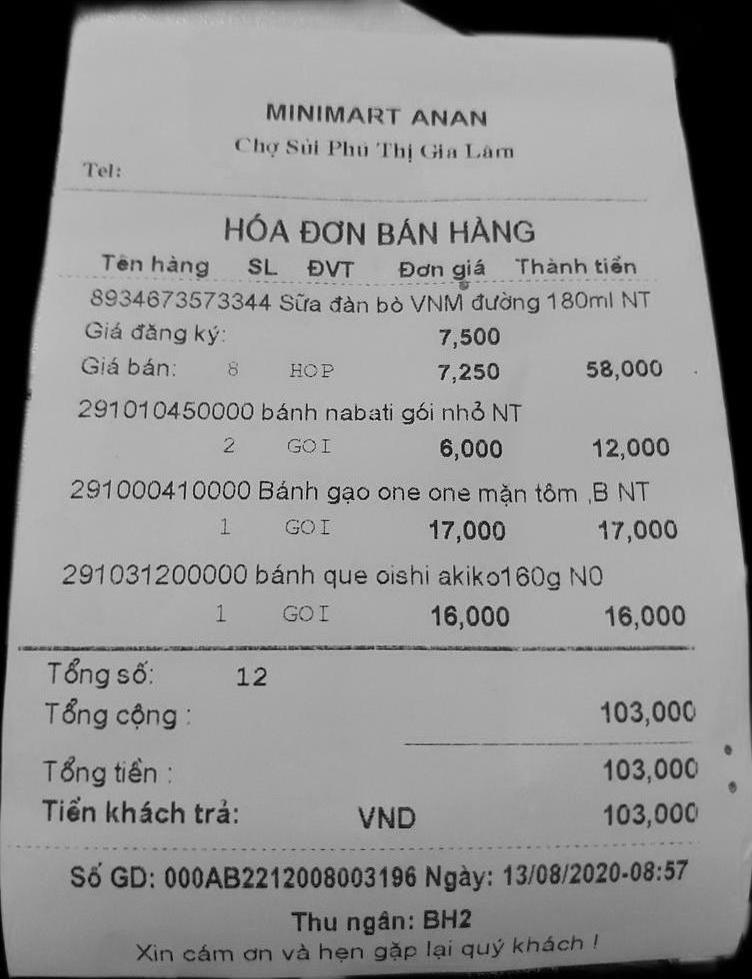 MINIMART ANAN
Chợ Sủi Phú Thị Gia Lâm
Tel:
HÓA ĐƠN BÁN HÀNG
Tên hàng SL ĐVT Đơn giá Thành tiền
8934673573344 Sữa đàn bò VNM đường 180ml NT
Giá đăng ký: 7,500
Giá bán: 8 HOP 7,250 58,000
291010450000 bánh nabati gói nhỏ NT
2 GOI 6,000 12,000
291000410000 Bánh gạo one one mặn tôm ,B NT
1 GOI 17,000 17,000
291031200000 bánh que oishi akiko160g N0
1 GOI 16,000 16,000
Tổng số: 12
Tổng cộng : 103,000
Tổng tiền : 103,000
Tiền khách trả: VND 103,000
Số GD: 000AB2212008003196 Ngày: 13/08/2020-08:57
Thu ngân: BH2
Xin cám ơn và hẹn gặp lại quý khách !